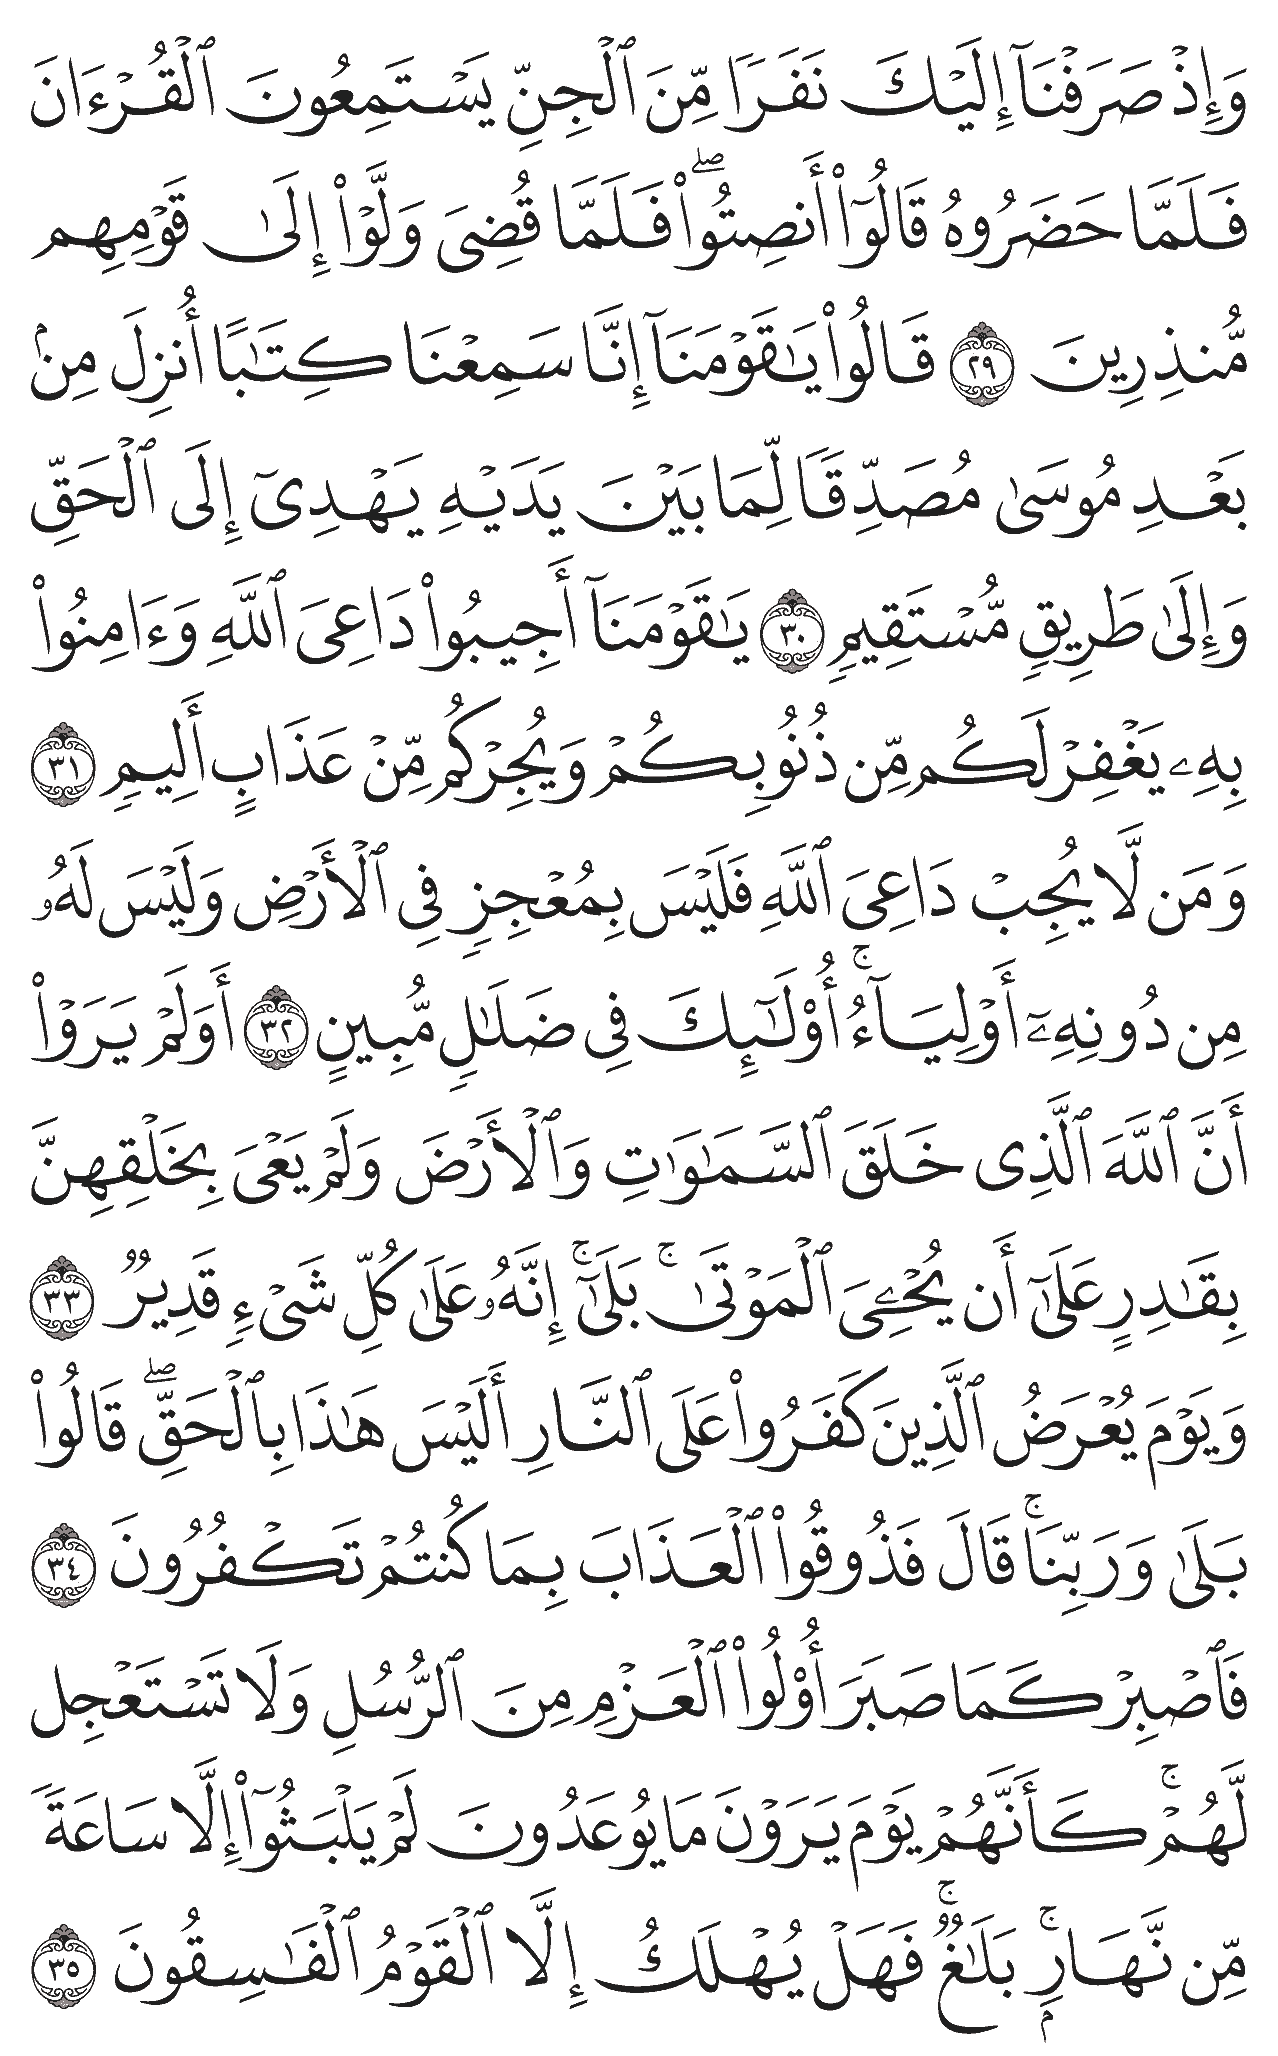 وَإِذۡ صَرَفۡنَآ إِلَيۡكَ نَفَرٗا مِّنَ ٱلۡجِنِّ يَسۡتَمِعُونَ ٱلۡقُرۡءَانَ
فَلَمَّا حَضَرُوهُ قَالُوٓاْ أَنصِتُواْۖ فَلَمَّا قُضِيَ وَلَّوۡاْ إِلَىٰ قَوۡمِهِم
مُّنذِرِينَ ٢٩ قَالُواْ يَٰقَوۡمَنَآ إِنَّا سَمِعۡنَا كِتَٰبًا أُنزِلَ مِنۢ
بَعۡدِ مُوسَىٰ مُصَدِّقٗا لِّمَا بَيۡنَ يَدَيۡهِ يَهۡدِيٓ إِلَى ٱلۡحَقِّ
وَإِلَىٰ طَرِيقٖ مُّسۡتَقِيمٖ ٣٠ يَٰقَوۡمَنَآ أَجِيبُواْ دَاعِيَ ٱللَّهِ وَءَامِنُواْ
بِهِۦ يَغۡفِرۡ لَكُم مِّن ذُنُوبِكُمۡ وَيُجِرۡكُم مِّنۡ عَذَابٍ أَلِيمٖ ٣١
وَمَن لَّا يُجِبۡ دَاعِيَ ٱللَّهِ فَلَيۡسَ بِمُعۡجِزٖ فِي ٱلۡأَرۡضِ وَلَيۡسَ لَهُۥ
مِن دُونِهِۦٓ أَوۡلِيَآءُۚ أُوْلَٰٓئِكَ فِي ضَلَٰلٖ مُّبِينٍ ٣٢ أَوَلَمۡ يَرَوۡاْ
أَنَّ ٱللَّهَ ٱلَّذِي خَلَقَ ٱلسَّمَٰوَٰتِ وَٱلۡأَرۡضَ وَلَمۡ يَعۡيَ بِخَلۡقِهِنَّ
بِقَٰدِرٍ عَلَىٰٓ أَن يُحۡـِۧيَ ٱلۡمَوۡتَىٰۚ بَلَىٰٓۚ إِنَّهُۥ عَلَىٰ كُلِّ شَيۡءٖ قَدِيرٞ ٣٣
وَيَوۡمَ يُعۡرَضُ ٱلَّذِينَ كَفَرُواْ عَلَى ٱلنَّارِ أَلَيۡسَ هَٰذَا بِٱلۡحَقِّۖ قَالُواْ
بَلَىٰ وَرَبِّنَاۚ قَالَ فَذُوقُواْ ٱلۡعَذَابَ بِمَا كُنتُمۡ تَكۡفُرُونَ ٣٤
فَٱصۡبِرۡ كَمَا صَبَرَ أُوْلُواْ ٱلۡعَزۡمِ مِنَ ٱلرُّسُلِ وَلَا تَسۡتَعۡجِل
لَّهُمۡۚ كَأَنَّهُمۡ يَوۡمَ يَرَوۡنَ مَا يُوعَدُونَ لَمۡ يَلۡبَثُوٓاْ إِلَّا سَاعَةٗ
مِّن نَّهَارِۭۚ بَلَٰغٞۚ فَهَلۡ يُهۡلَكُ إِلَّا ٱلۡقَوۡمُ ٱلۡفَٰسِقُونَ ٣٥